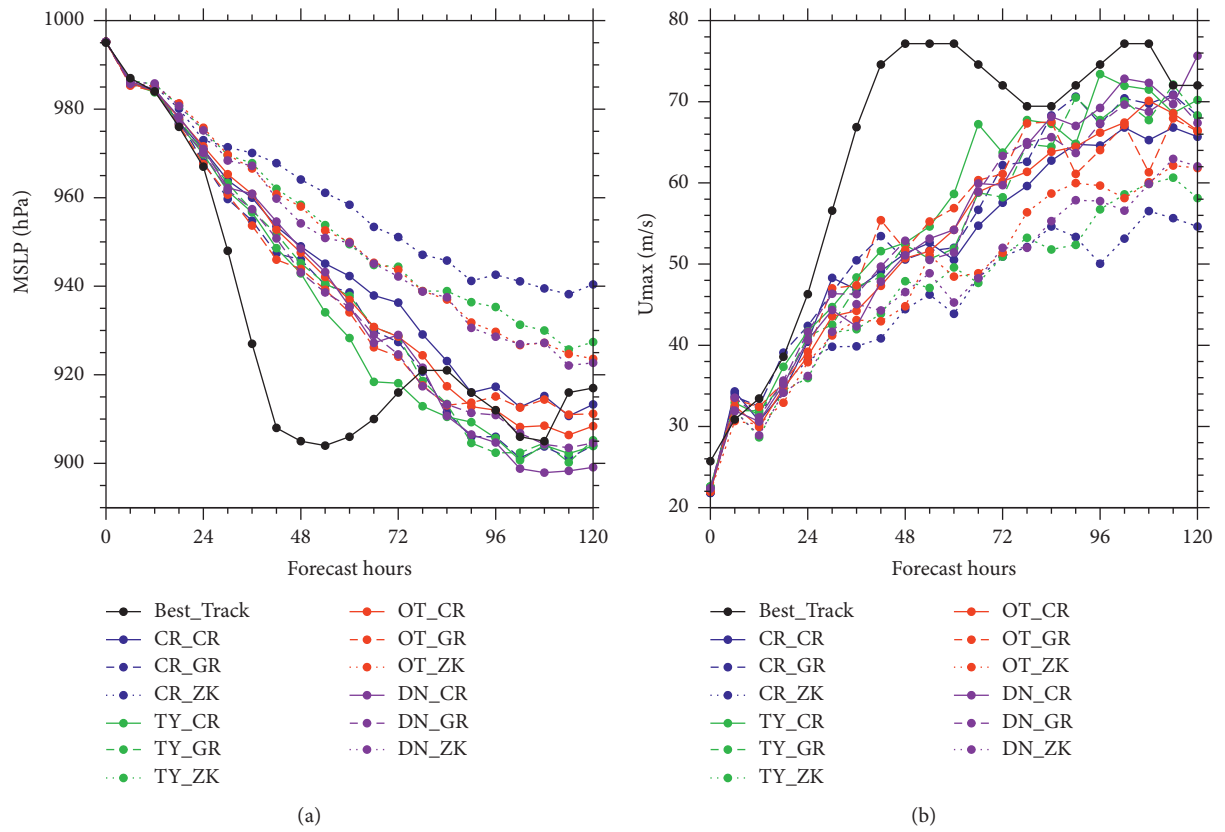 1000
980
960
940
920
900
MSLP (hPa)
0 24 48 72 96 120
Forecast hours
Best_Track
CR_CR
CR_GR
CR_ZK
TY_CR
TY_GR
TY_ZK
OT_CR
OT_GR
OT_ZK
DN_CR
DN_GR
DN_ZK
(a)
80
70
60
50
40
30
20
Umax (m/s)
0 24 48 72 96 120
Forecast hours
Best_Track
CR_CR
CR_GR
CR_ZK
TY_CR
TY_GR
TY_ZK
OT_CR
OT_GR
OT_ZK
DN_CR
DN_GR
DN_ZK
(b)